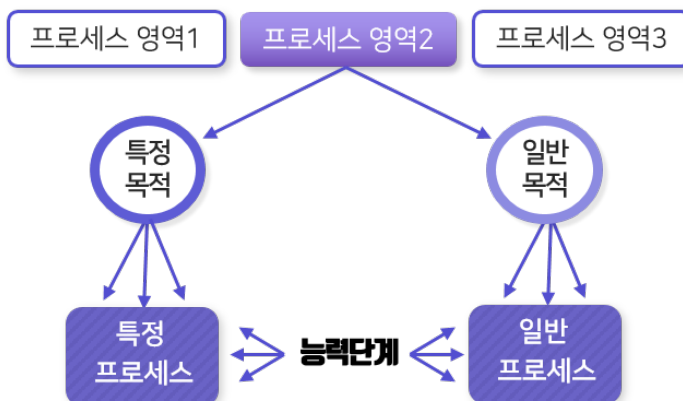 프로세스 영역1
프로세스 영역2
프로세스 영역3
특정
목적
일반
목적
특정
프로세스
능력단계
일반
프로세스